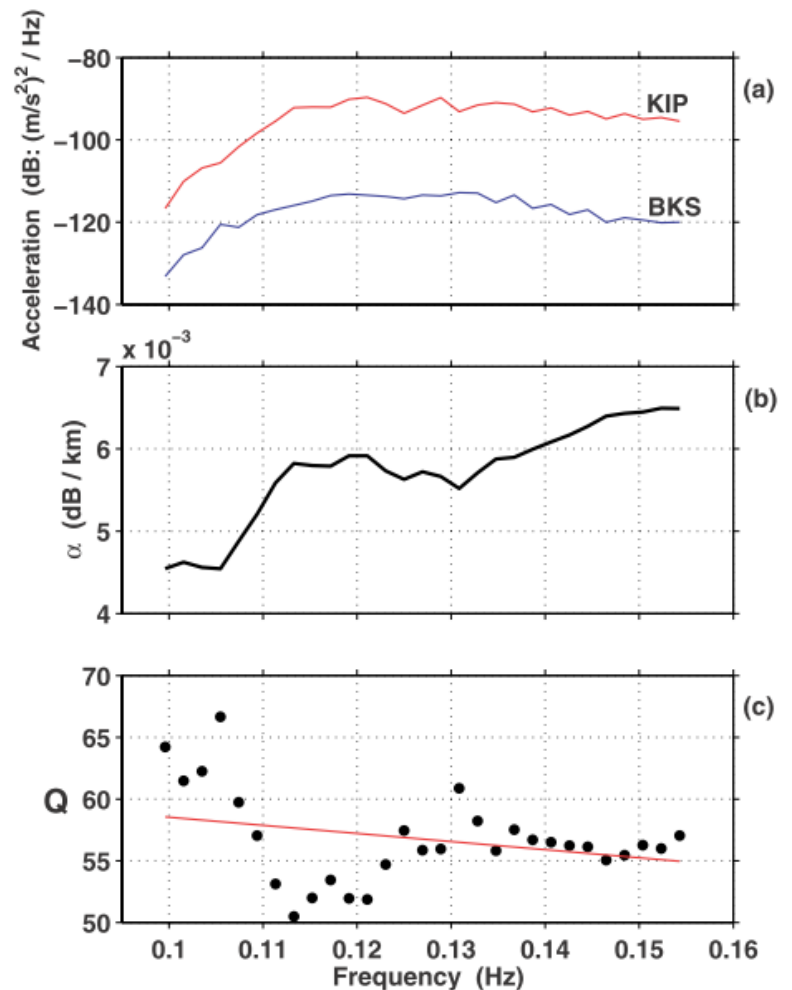 Acceleration (dB: (m/s²)² / Hz)
−80
−100
−120
−140
KIP
BKS
(a)
x 10⁻³
α (dB / km)
7
6
5
4
(b)
Q
70
65
60
55
50
(c)
0.1 0.11 0.12 0.13 0.14 0.15 0.16
Frequency (Hz)